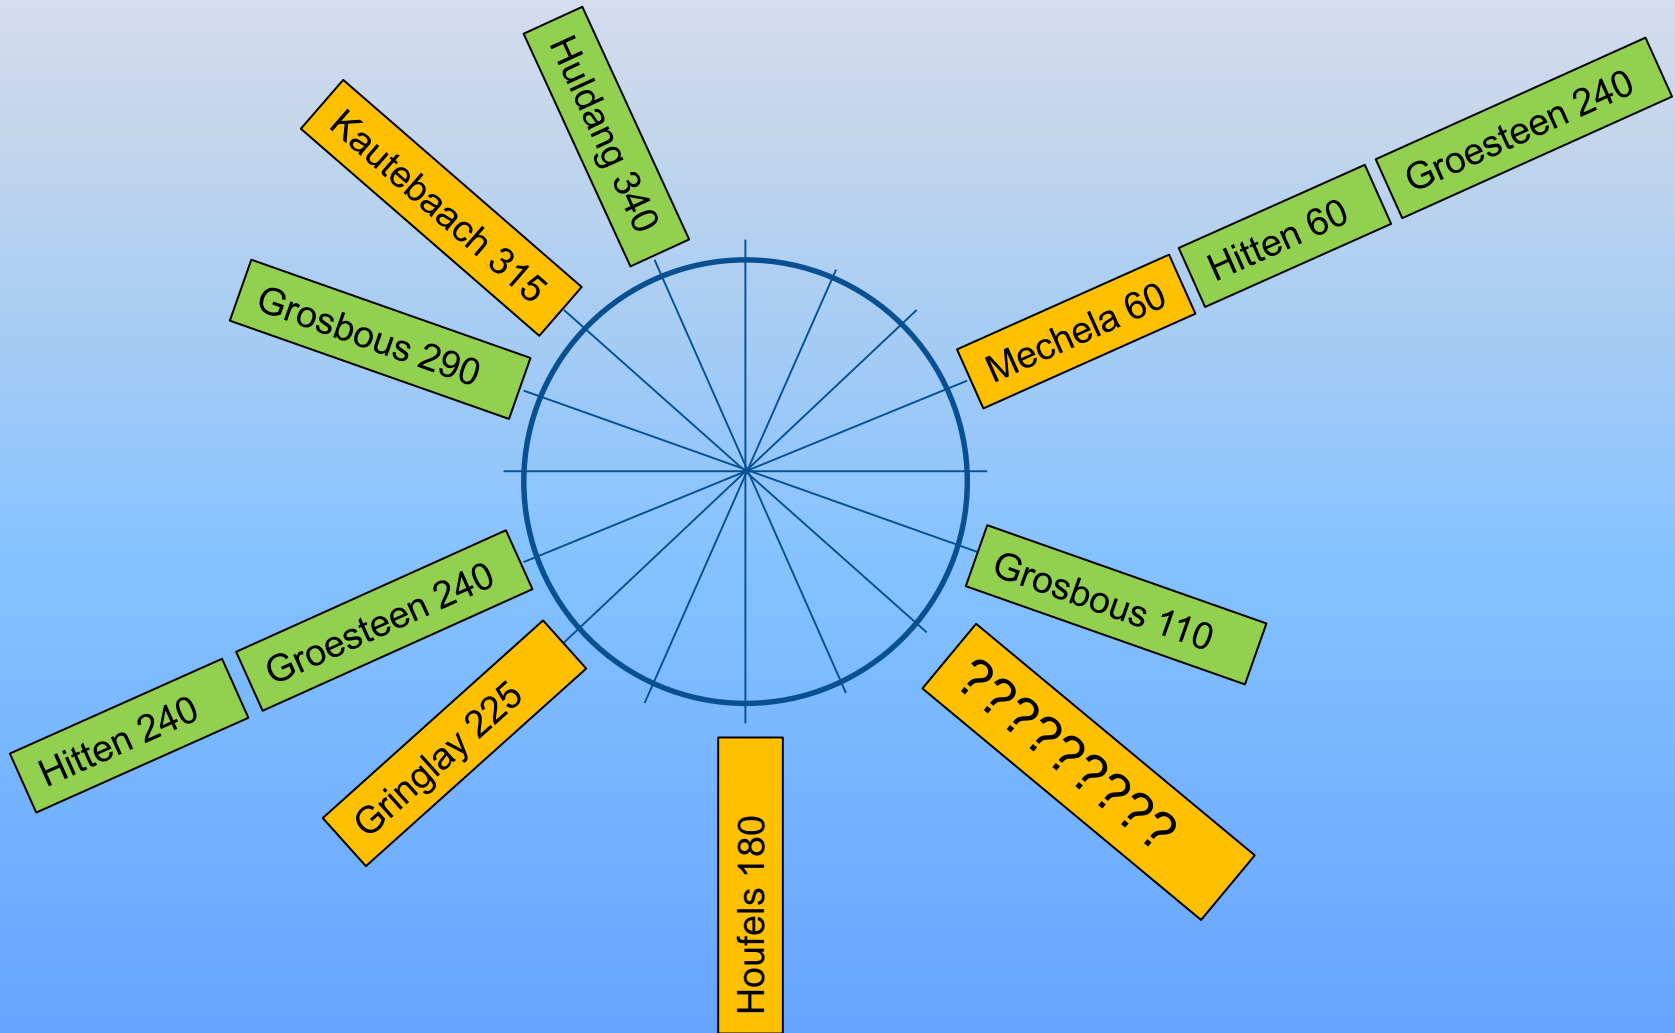 Huldang 340
Kautebaach 315
Grosbous 290
Mechela 60
Hitten 60
Groesteen 240
Grosbous 110
?????????
Houfels 180
Gringlay 225
Groesteen 240
Hitten 240